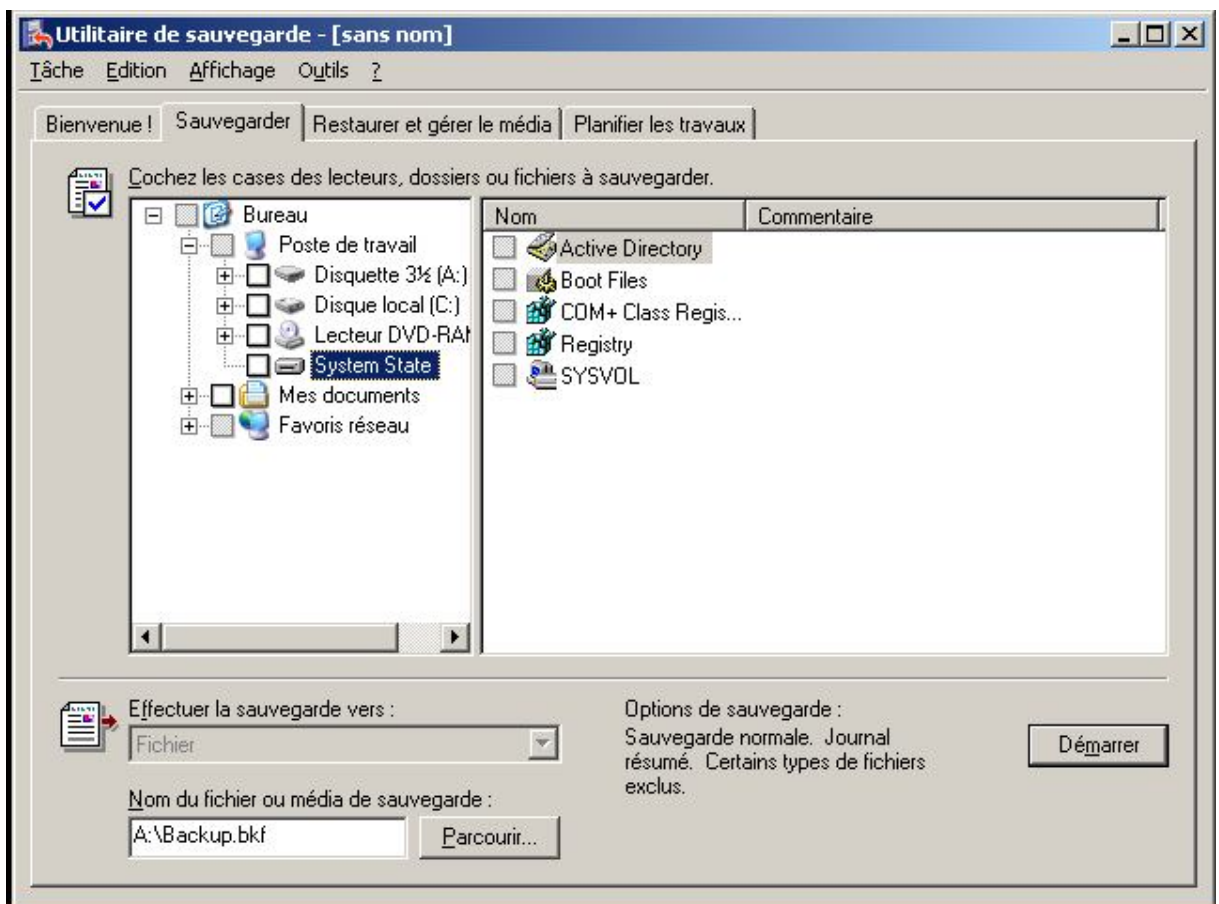 Utilitaire de sauvegarde - [sans nom]
Tâche Edition Affichage Outils ?
Bienvenue ! Sauvegarder Restaurer et gérer le média Planifier les travaux
Cochez les cases des lecteurs, dossiers ou fichiers à sauvegarder.
Bureau
Poste de travail
Disquette 3½ (A:)
Disque local (C:)
Lecteur DVD-RAM
System State
Mes documents
Favoris réseau
Nom Commentaire
Active Directory
Boot Files
COM+ Class Regis...
Registry
SYSVOL
Effectuer la sauvegarde vers :
Fichier
Nom du fichier ou média de sauvegarde :
A:\Backup.bkf Parcourir...
Options de sauvegarde :
Sauvegarde normale. Journal
résumé. Certains types de fichiers
exclus.
Démarrer